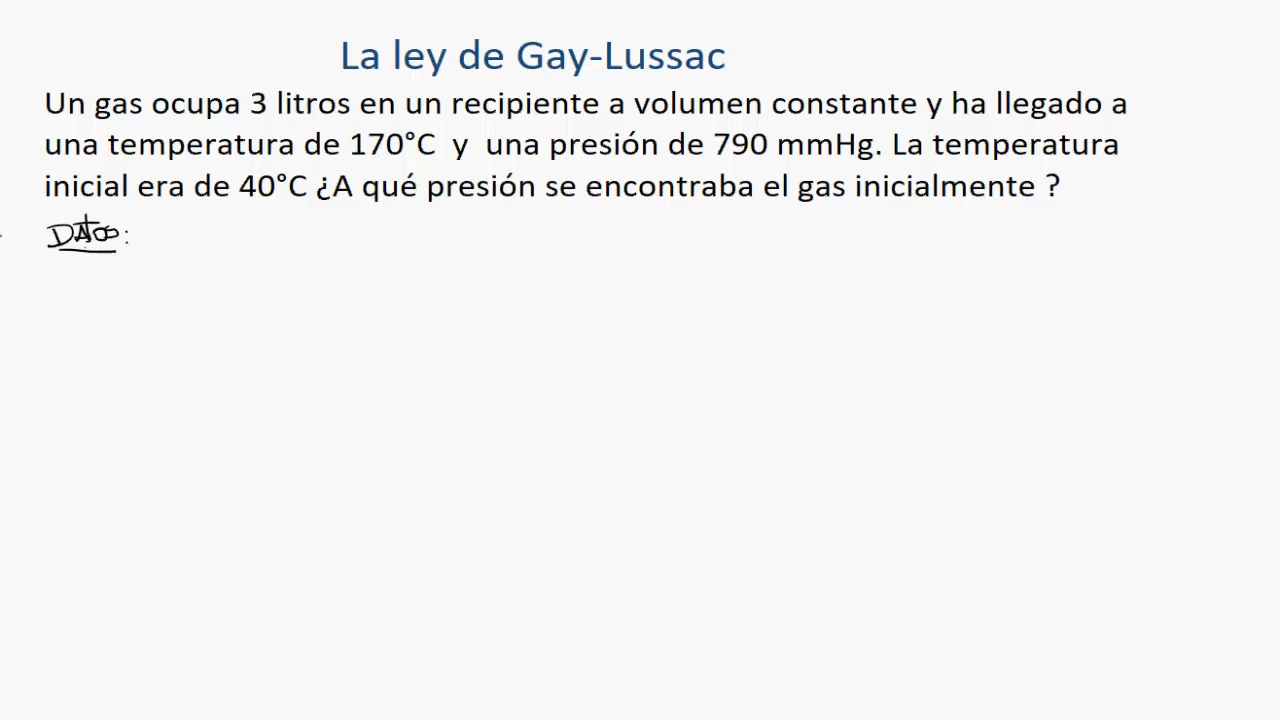 La ley de Gay-Lussac
Un gas ocupa 3 litros en un recipiente a volumen constante y ha llegado a
una temperatura de 170°C y una presión de 790 mmHg. La temperatura
inicial era de 40°C ¿A qué presión se encontraba el gas inicialmente ?
DATOS: